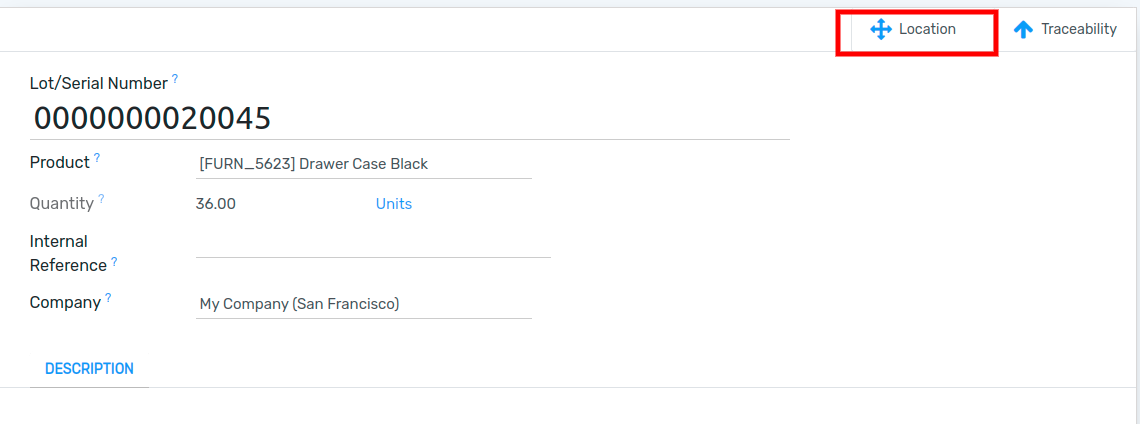 Location Traceability
Lot/Serial Number ?
0000000020045
Product ? [FURN_5623] Drawer Case Black
Quantity ? 36.00 Units
Internal
Reference ?
Company ? My Company (San Francisco)
DESCRIPTION